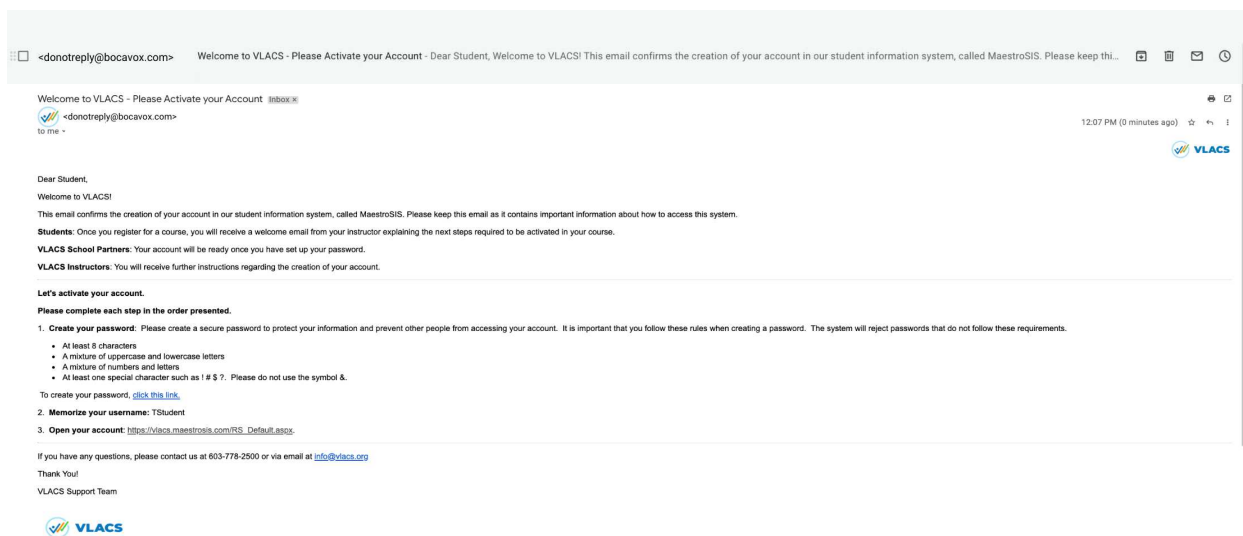 <donotreply@bocavox.com> Welcome to VLACS - Please Activate your Account - Dear Student, Welcome to VLACS! This email confirms the creation of your account in our student information system, called MaestroSIS. Please keep thi...
Welcome to VLACS - Please Activate your Account Inbox x
<donotreply@bocavox.com>
12:07 PM (0 minutes ago)
to me
VLACS
Dear Student,
Welcome to VLACS!
This email confirms the creation of your account in our student information system, called MaestroSIS. Please keep this email as it contains important information about how to access this system.
Students: Once you register for a course, you will receive a welcome email from your instructor explaining the next steps required to be activated in your course.
VLACS School Partners: Your account will be ready once you have set up your password.
VLACS Instructors: You will receive further instructions regarding the creation of your account.
Let's activate your account.
Please complete each step in the order presented.
1. Create your password: Please create a secure password to protect your information and prevent other people from accessing your account. It is important that you follow these rules when creating a password. The system will reject passwords that do not follow these requirements.
• At least 8 characters
• A mixture of uppercase and lowercase letters
• A mixture of numbers and letters
• At least one special character such as ! # $ ?. Please do not use the symbol &.
To create your password, click this link.
2. Memorize your username: TStudent
3. Open your account: https://vlacs.maestrosis.com/RS_Default.aspx.
If you have any questions, please contact us at 603-778-2500 or via email at info@vlacs.org
Thank You!
VLACS Support Team
VLACS